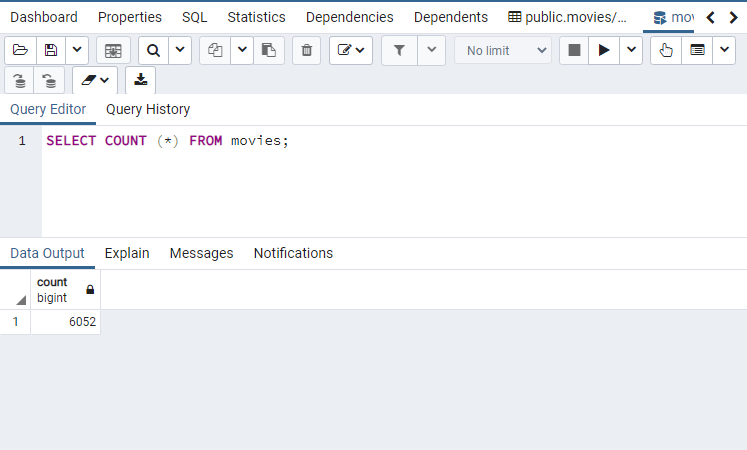 Dashboard Properties SQL Statistics Dependencies Dependents public.movies/... mov
No limit
Query Editor Query History
1 SELECT COUNT (*) FROM movies;
Data Output Explain Messages Notifications
count
bigint
1 6052